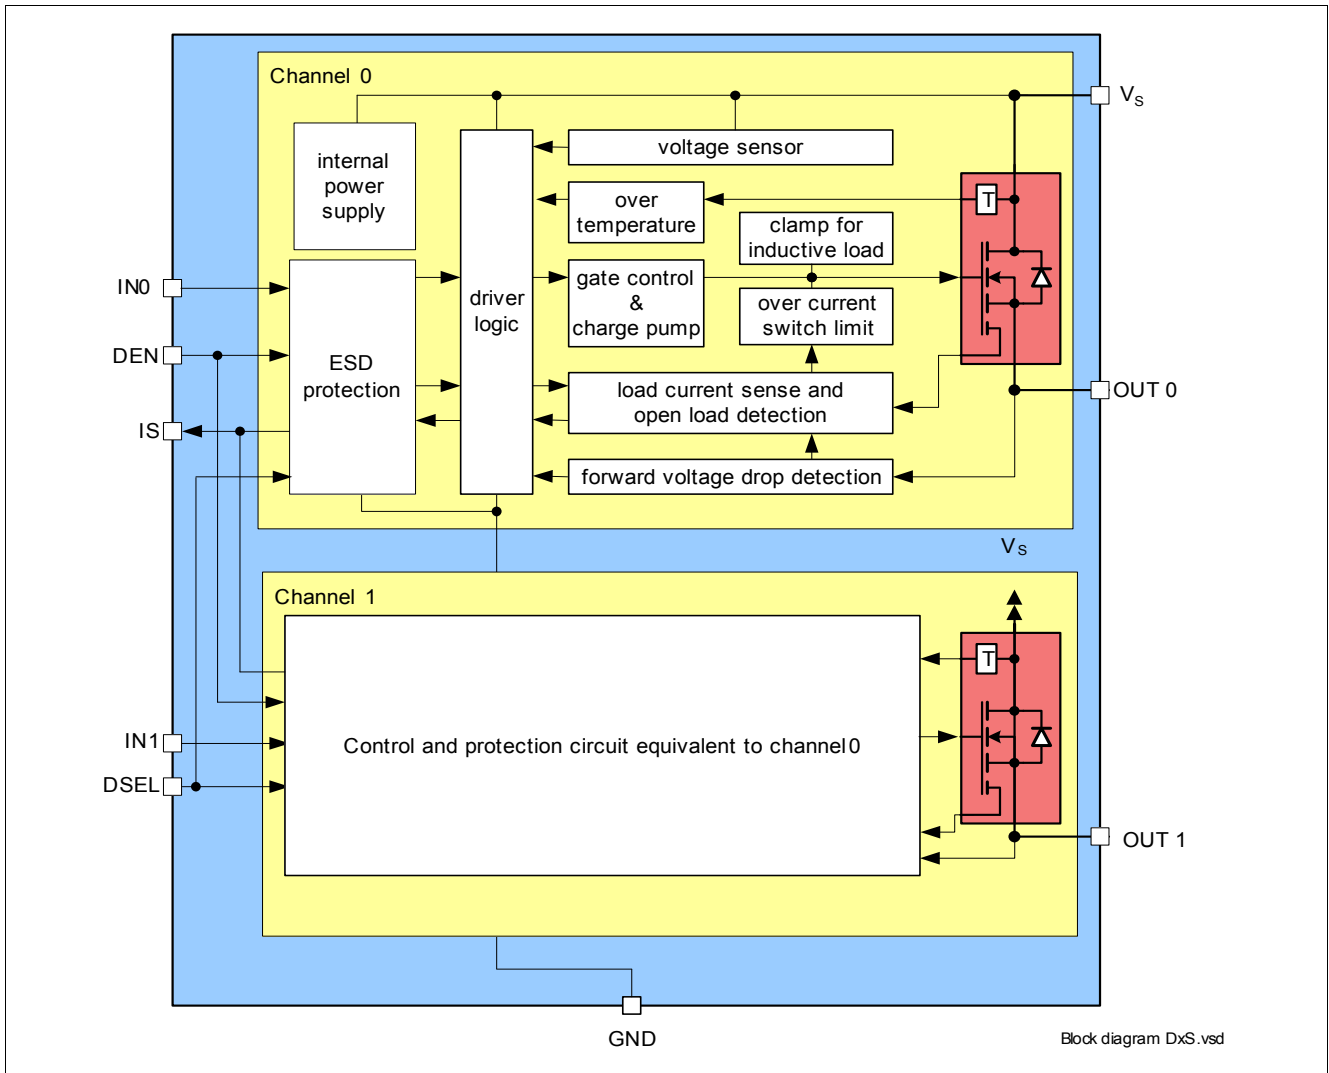 Channel 0
VS
internal
power
supply
voltage sensor
over
temperature
T
clamp for
inductive load
IN0
driver
logic
gate control
&
charge pump
over current
switch limit
DEN
ESD
protection
load current sense and
open load detection
OUT 0
IS
forward voltage drop detection
VS
Channel 1
T
IN1
Control and protection circuit equivalent to channel 0
DSEL
OUT 1
GND
Block diagram DxS.vsd